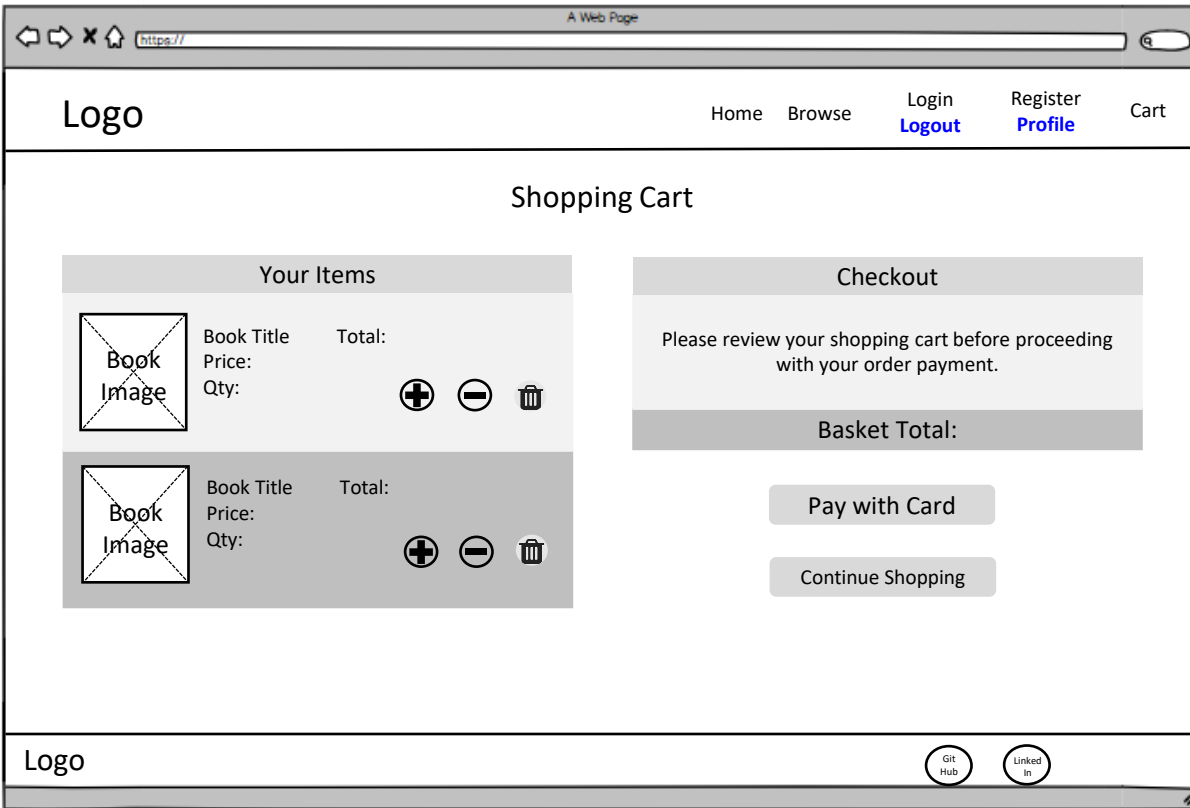 A Web Page
https://
Logo
Home Browse Login Register Cart
Logout Profile
Shopping Cart
Your Items
Book Image
Book Title Total:
Price:
Qty:
Book Image
Book Title Total:
Price:
Qty:
Checkout
Please review your shopping cart before proceeding
with your order payment.
Basket Total:
Pay with Card
Continue Shopping
Logo
Git
Hub
Linked
In